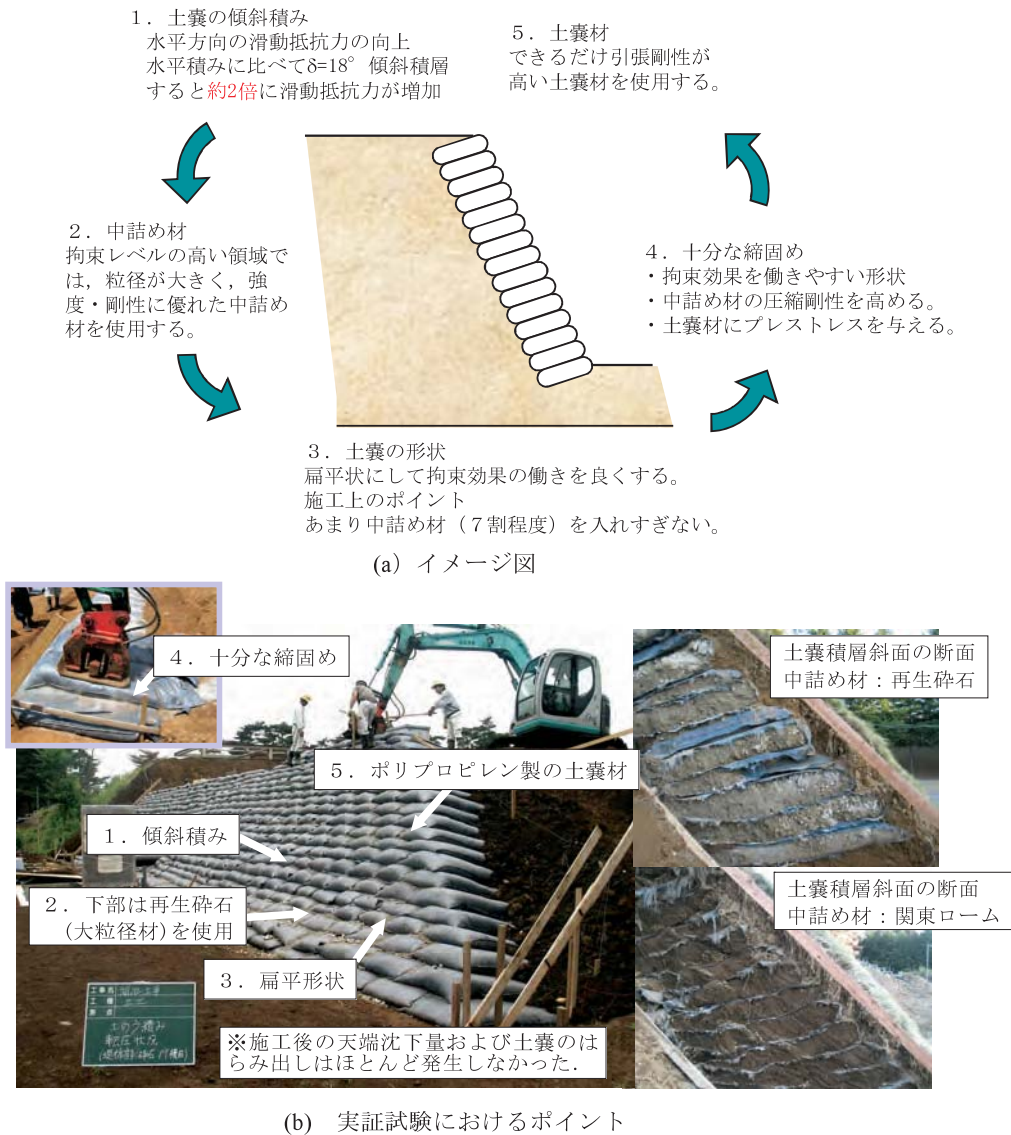 1．土嚢の傾斜積み
水平方向の滑動抵抗力の向上
水平積みに比べてδ=18°傾斜積層
すると約2倍に滑動抵抗力が増加
5．土嚢材
できるだけ引張剛性が
高い土嚢材を使用する。
2．中詰め材
拘束レベルの高い領域で
は，粒径が大きく，強
度・剛性に優れた中詰め
材を使用する。
4．十分な締固め
・拘束効果を働きやすい形状
・中詰め材の圧縮剛性を高める。
・土嚢材にプレストレスを与える。
3．土嚢の形状
扁平状にして拘束効果の働きを良くする。
施工上のポイント
あまり中詰め材（７割程度）を入れすぎない。
(a) イメージ図
4．十分な締固め
土嚢積層斜面の断面
中詰め材：再生砕石
5．ポリプロピレン製の土嚢材
1．傾斜積み
2．下部は再生砕石
(大粒径材)を使用
3．扁平形状
土嚢積層斜面の断面
中詰め材：関東ローム
工事名
工種
土のう積み
転圧状況
※施工後の天端沈下量および土嚢のは
らみ出しはほとんど発生しなかった．
(b) 実証試験におけるポイント